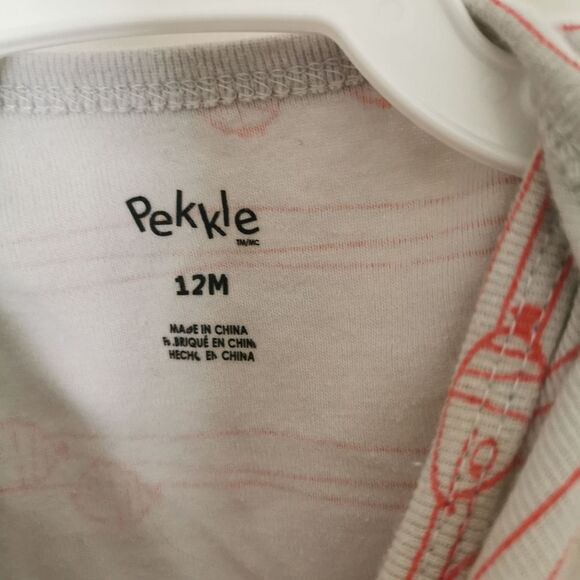 Pekkle
TM/MC
12M
MADE IN CHINA
FABRIQUÉ EN CHINE
HECHO EN CHINA